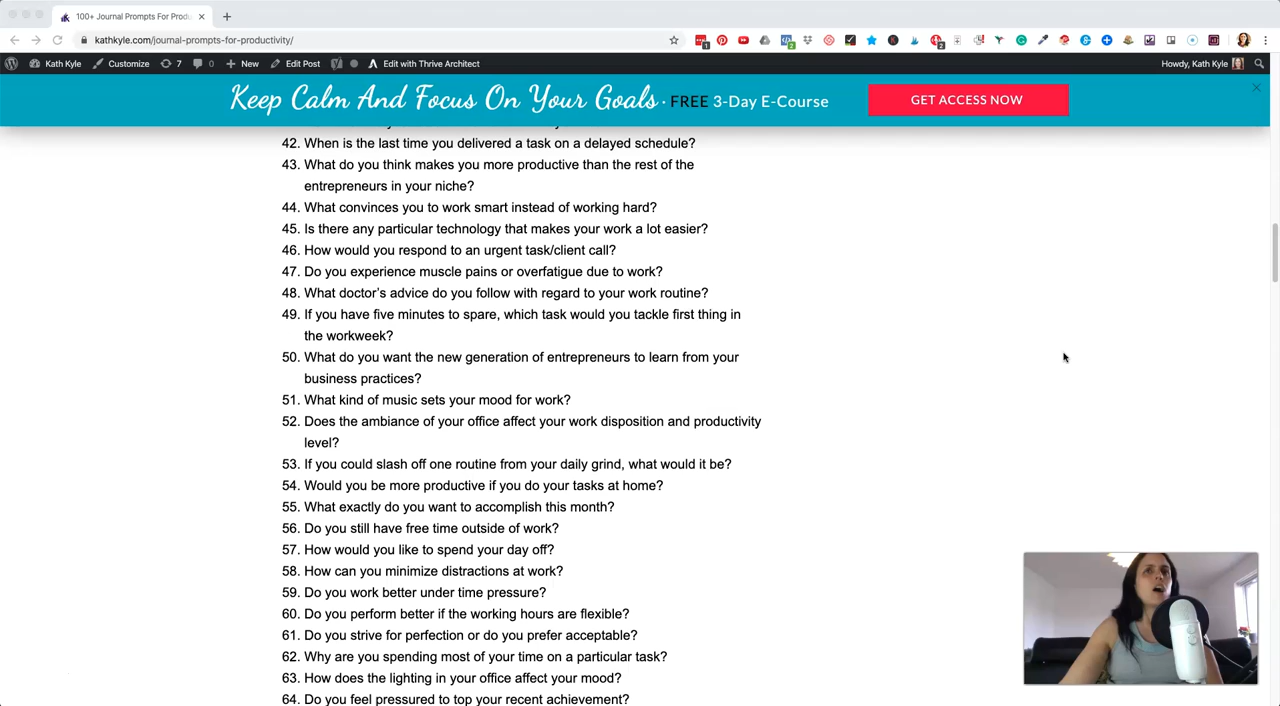 100+ Journal Prompts For Produ
kathkyle.com/journal-prompts-for-productivity/
Kath Kyle Customize 7 0 New Edit Post Edit with Thrive Architect Howdy, Kath Kyle
Keep Calm And Focus On Your Goals · FREE 3-Day E-Course GET ACCESS NOW
42. When is the last time you delivered a task on a delayed schedule?
43. What do you think makes you more productive than the rest of the
entrepreneurs in your niche?
44. What convinces you to work smart instead of working hard?
45. Is there any particular technology that makes your work a lot easier?
46. How would you respond to an urgent task/client call?
47. Do you experience muscle pains or overfatigue due to work?
48. What doctor's advice do you follow with regard to your work routine?
49. If you have five minutes to spare, which task would you tackle first thing in
the workweek?
50. What do you want the new generation of entrepreneurs to learn from your
business practices?
51. What kind of music sets your mood for work?
52. Does the ambiance of your office affect your work disposition and productivity
level?
53. If you could slash off one routine from your daily grind, what would it be?
54. Would you be more productive if you do your tasks at home?
55. What exactly do you want to accomplish this month?
56. Do you still have free time outside of work?
57. How would you like to spend your day off?
58. How can you minimize distractions at work?
59. Do you work better under time pressure?
60. Do you perform better if the working hours are flexible?
61. Do you strive for perfection or do you prefer acceptable?
62. Why are you spending most of your time on a particular task?
63. How does the lighting in your office affect your mood?
64. Do you feel pressured to top your recent achievement?